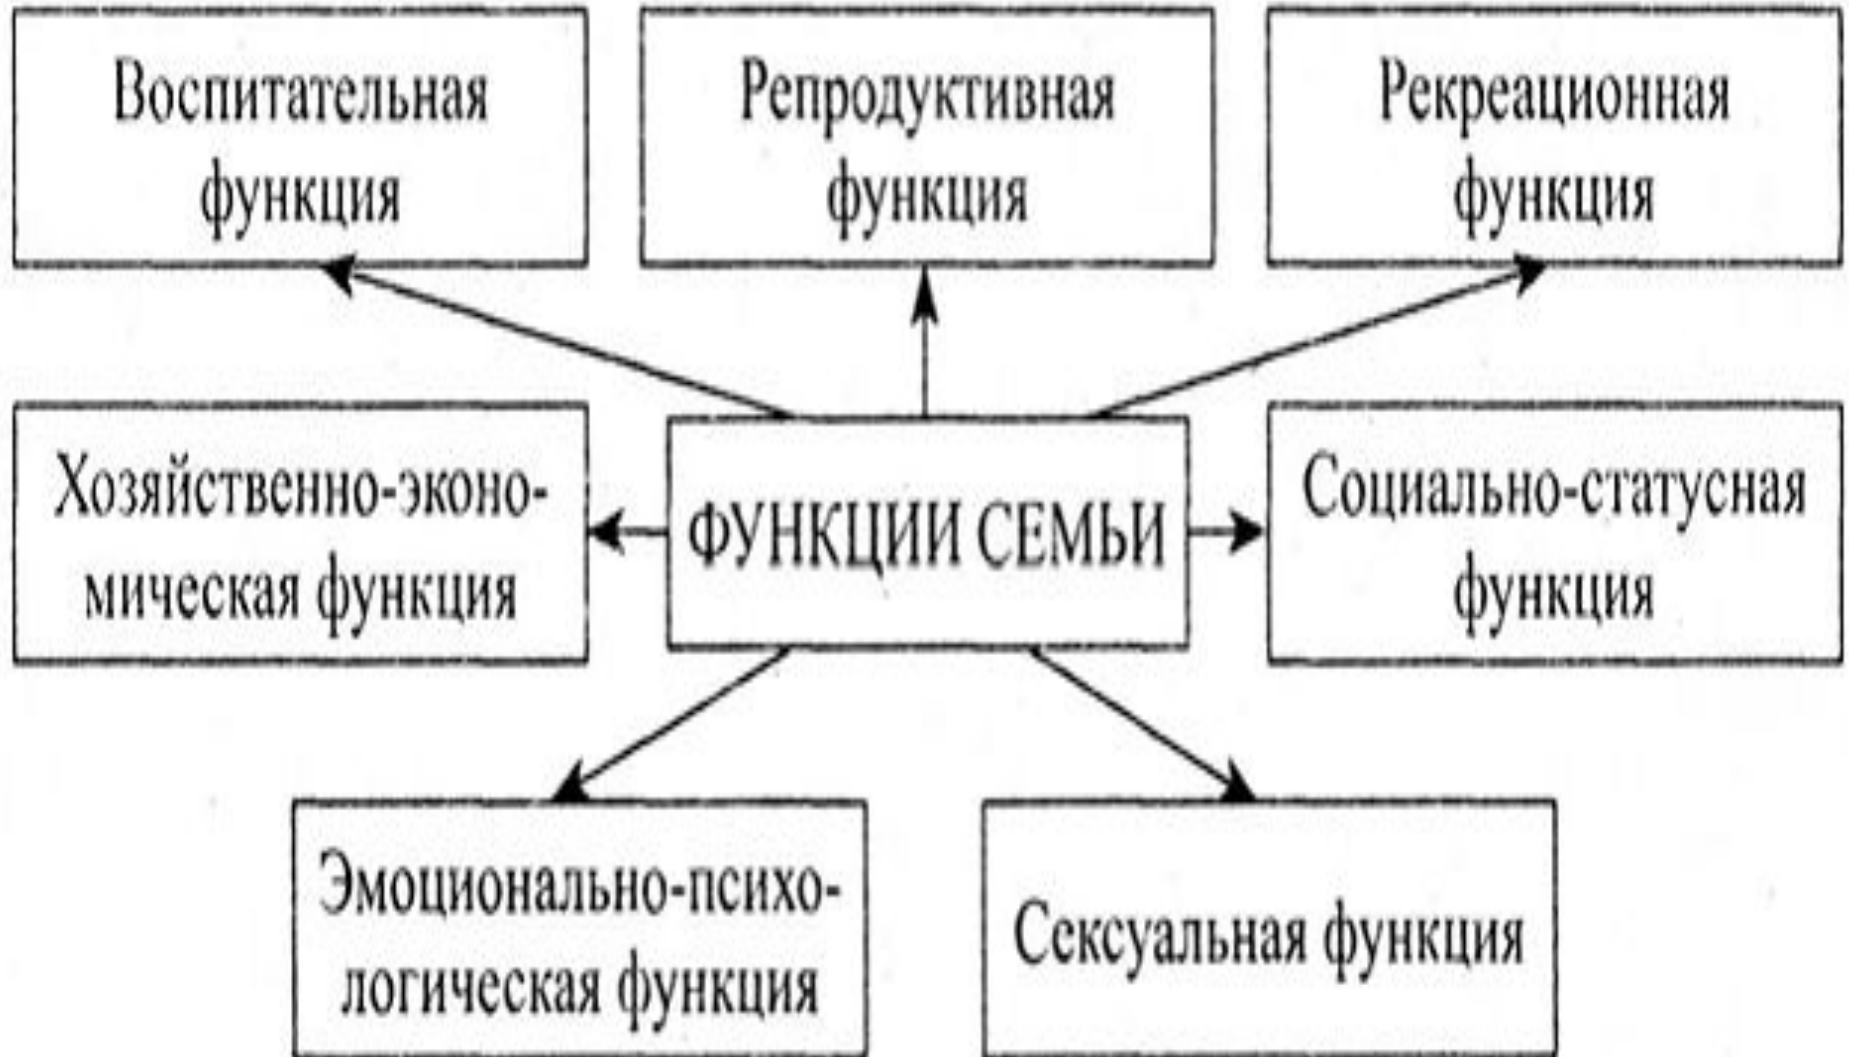 Воспитательная
функция
Репродуктивная
функция
Рекреационная
функция
Хозяйственно-эконо-
мическая функция
ФУНКЦИИ СЕМЬИ
Социально-статусная
функция
Эмоционально-психо-
логическая функция
Сексуальная функция